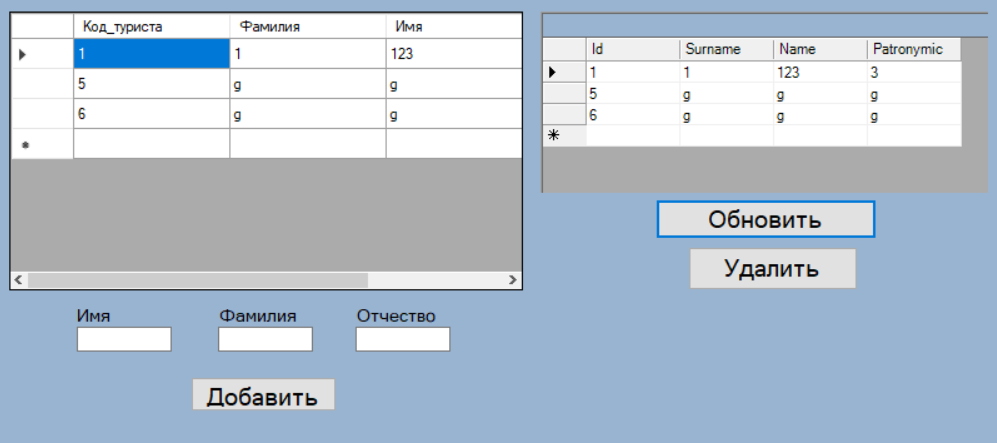 Код_туриста Фамилия Имя
1 1 123
5 g g
6 g g
Id Surname Name Patronymic
1 1 123 3
5 g g g
6 g g g
Обновить
Удалить
Имя Фамилия Отчество
Добавить